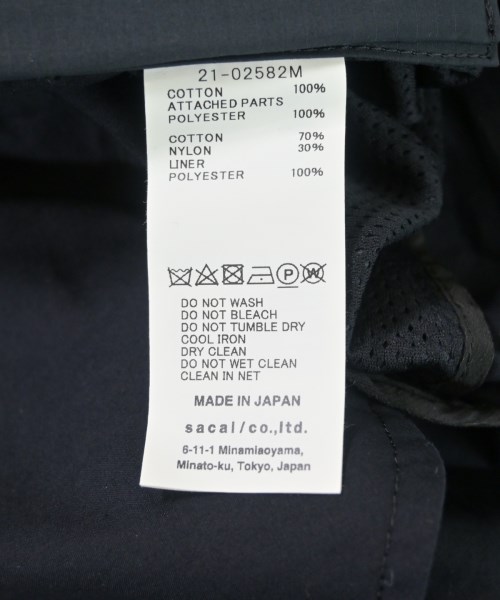 21-02582M
COTTON 100%
ATTACHED PARTS
POLYESTER 100%
COTTON 70%
NYLON 30%
LINER
POLYESTER 100%
P W
DO NOT WASH
DO NOT BLEACH
DO NOT TUMBLE DRY
COOL IRON
DRY CLEAN
DO NOT WET CLEAN
CLEAN IN NET
MADE IN JAPAN
sacai/co.,ltd.
6-11-1 Minamiaoyama,
Minato-ku, Tokyo, Japan